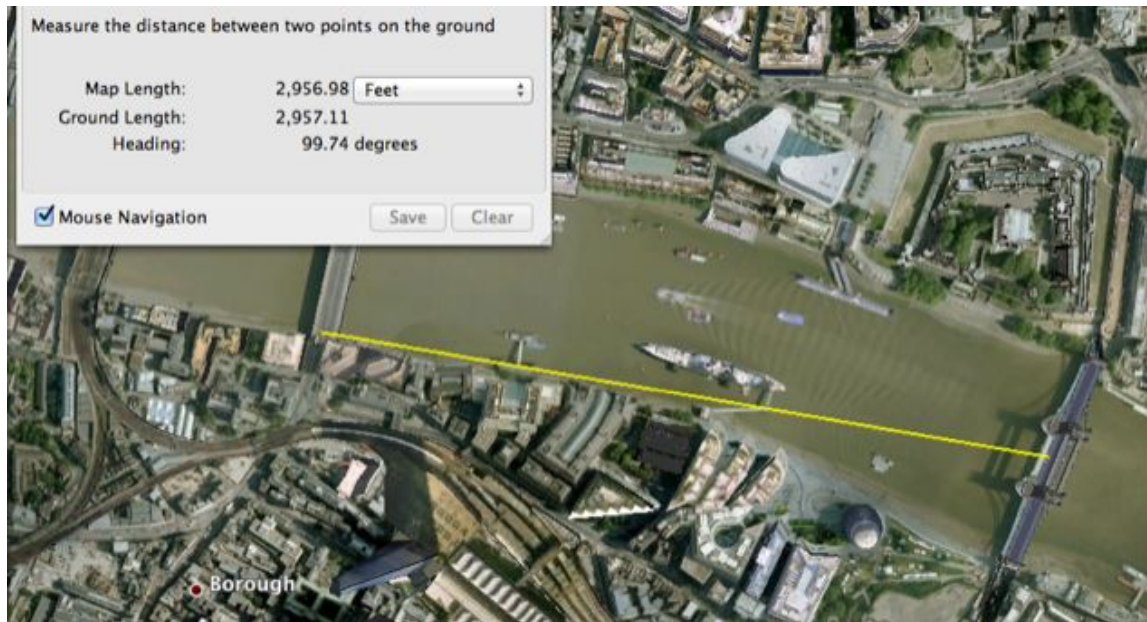 Measure the distance between two points on the ground
Map Length: 2,956.98 Feet
Ground Length: 2,957.11
Heading: 99.74 degrees
Mouse Navigation Save Clear
Borough